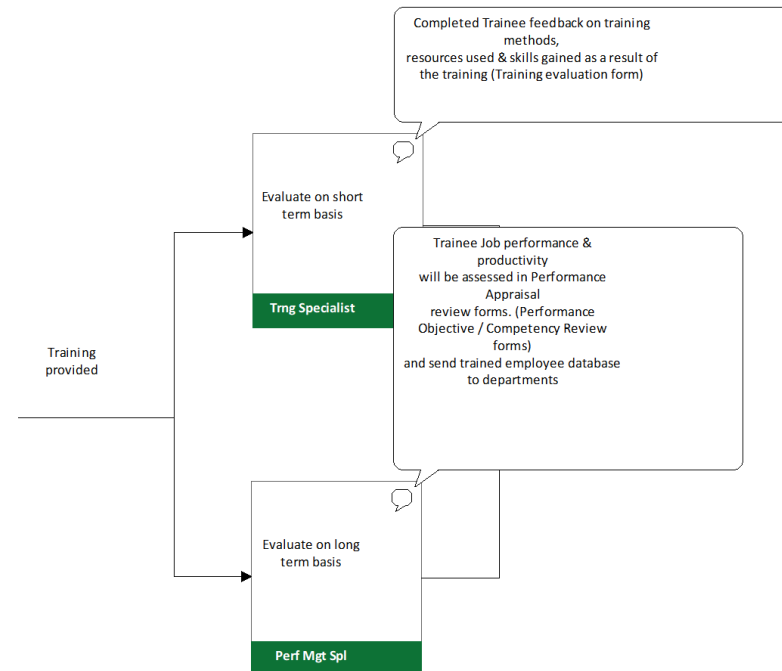 Completed Trainee feedback on training
methods,
resources used & skills gained as a result of
the training (Training evaluation form)
Evaluate on short
term basis
Trng Specialist
Trainee Job performance &
productivity
will be assessed in Performance
Appraisal
review forms. (Performance
Objective / Competency Review
forms)
and send trained employee database
to departments
Training
provided
Evaluate on long
term basis
Perf Mgt Spl